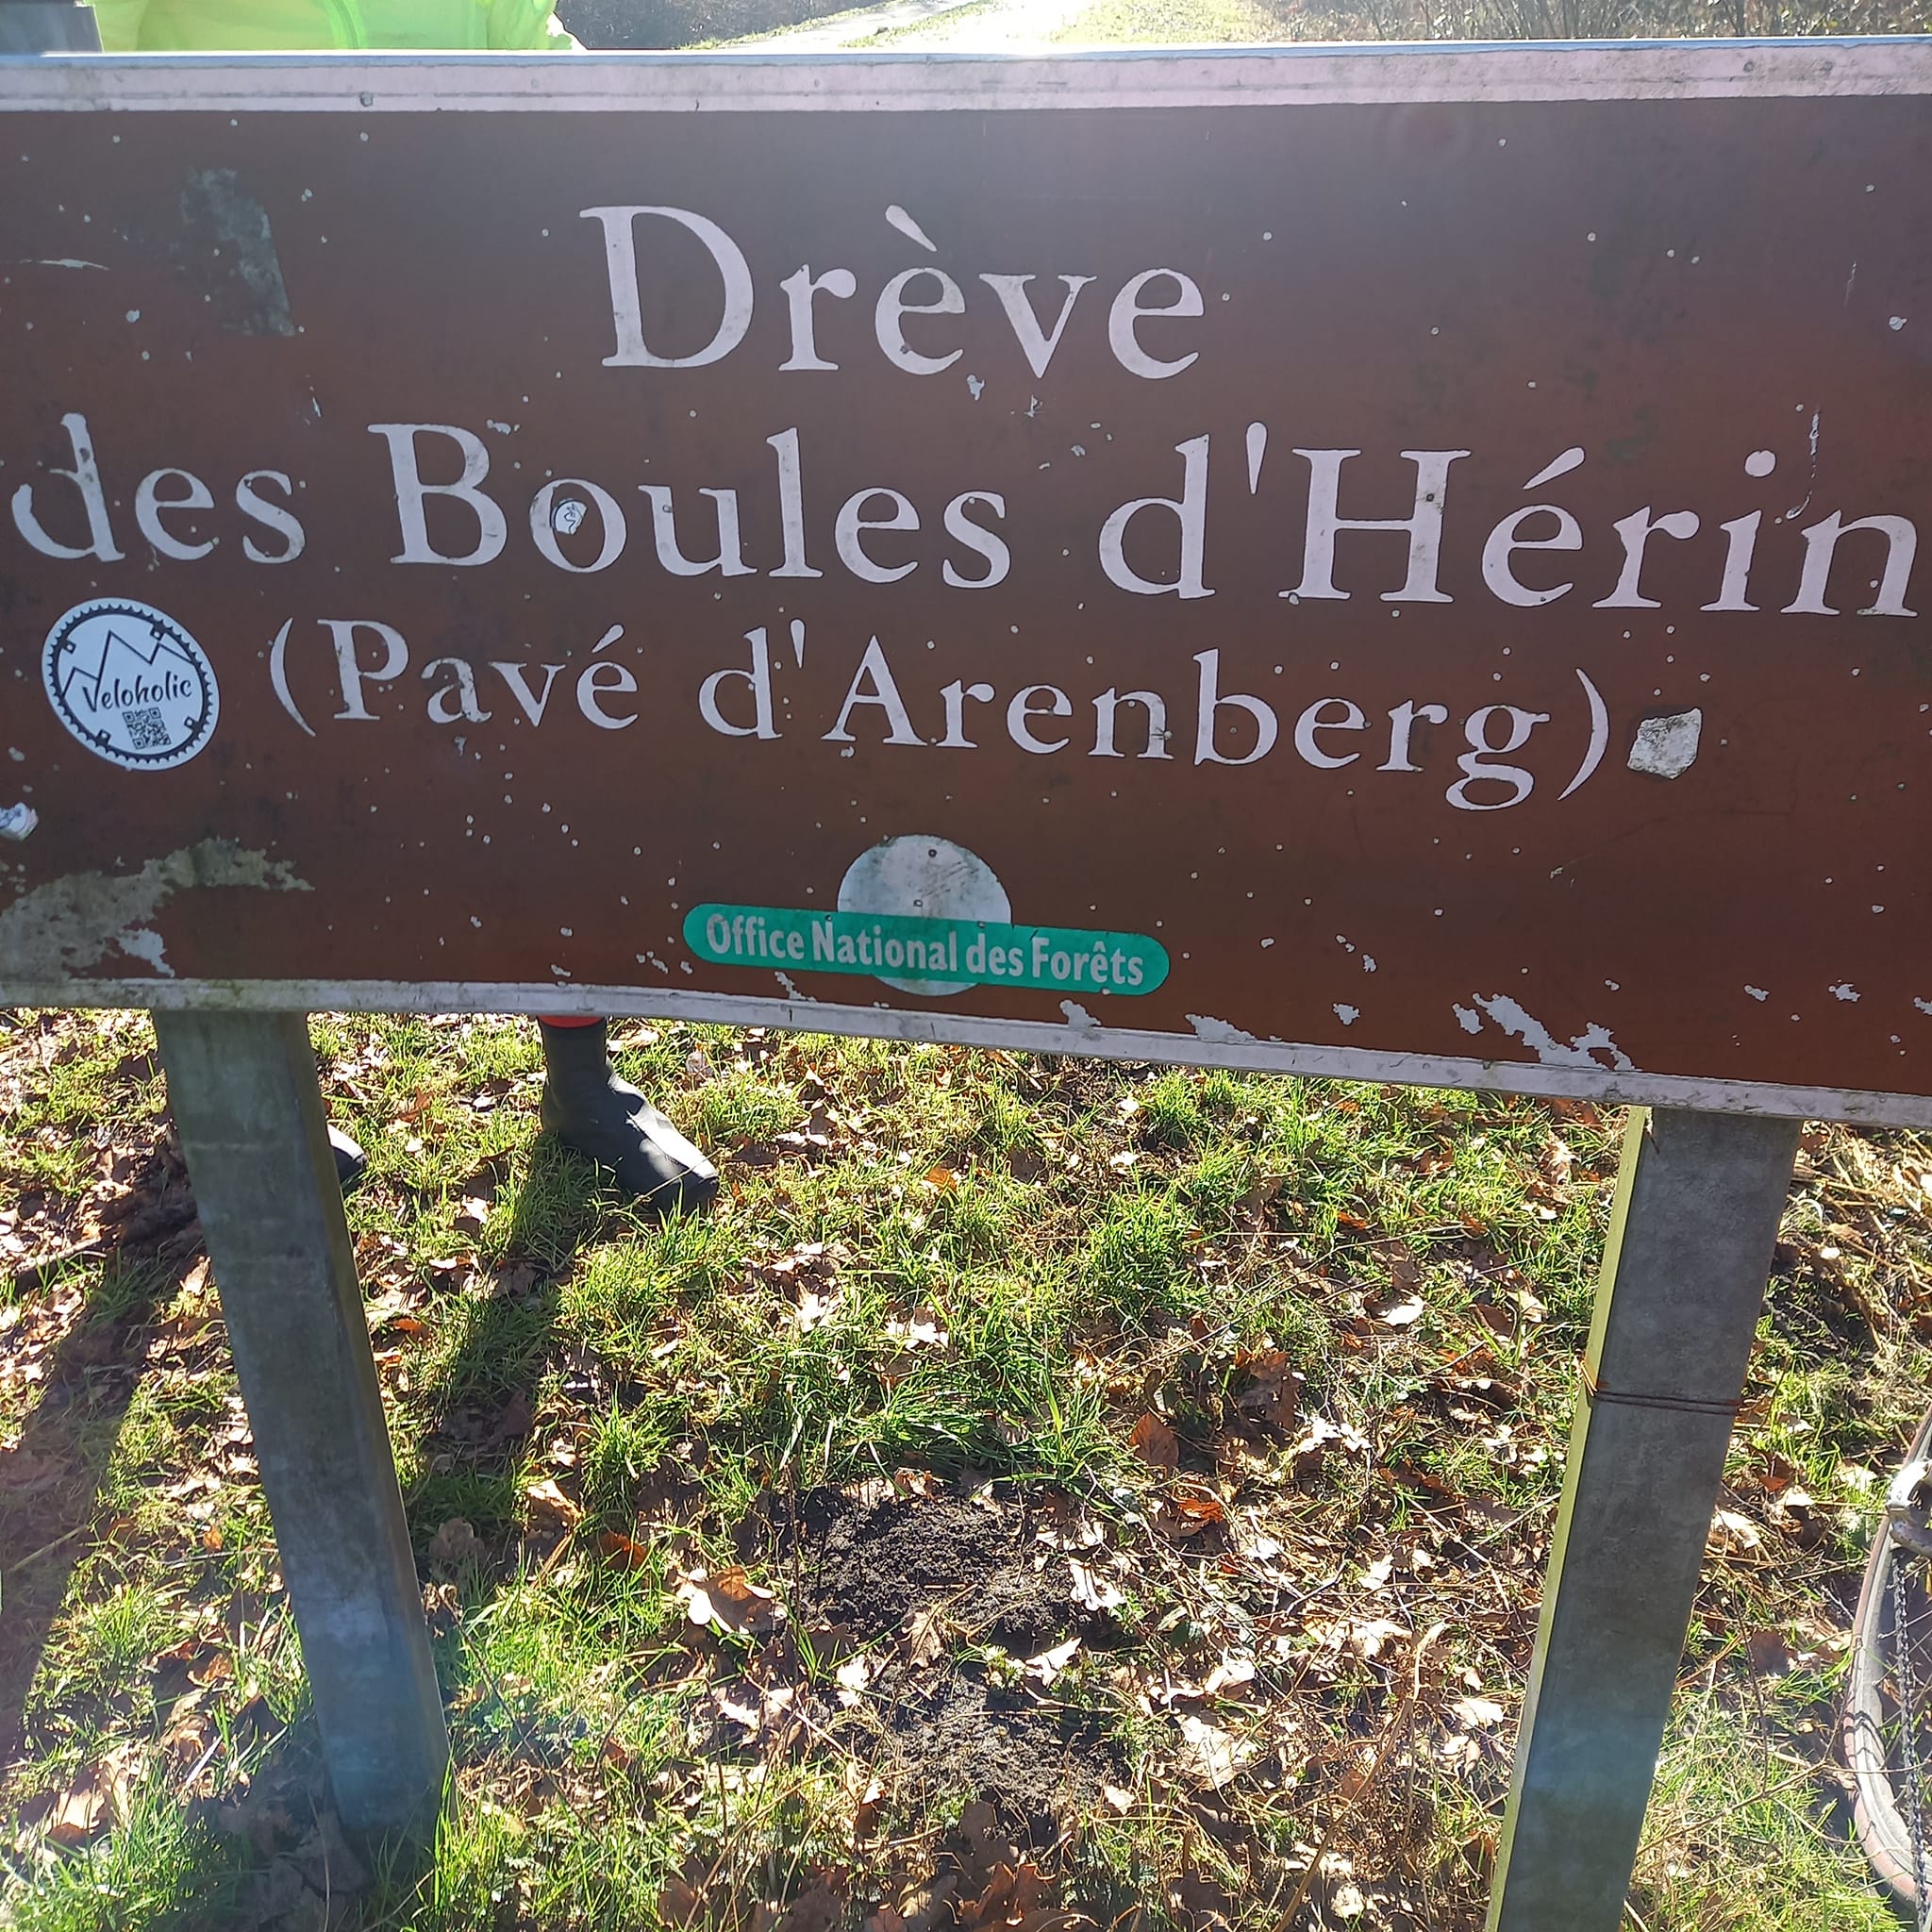 Drève
des Boules d'Hérin
(Pavé d'Arenberg)
Veloholic
Office National des Forêts